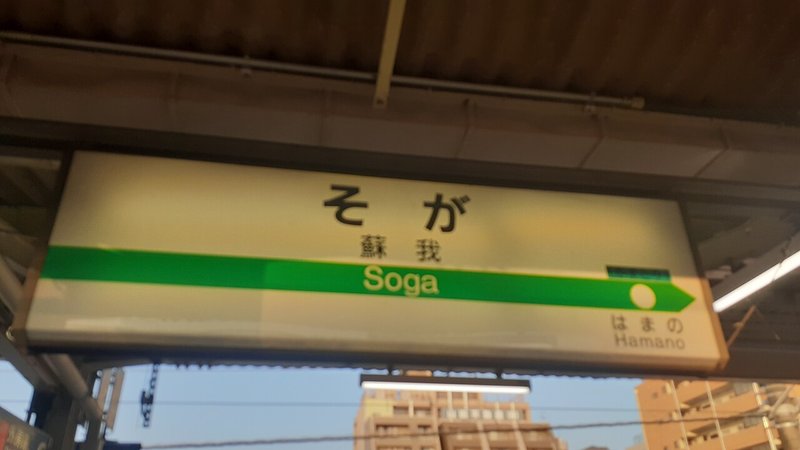 そ が
蘇 我
Soga
はまの
Hamano